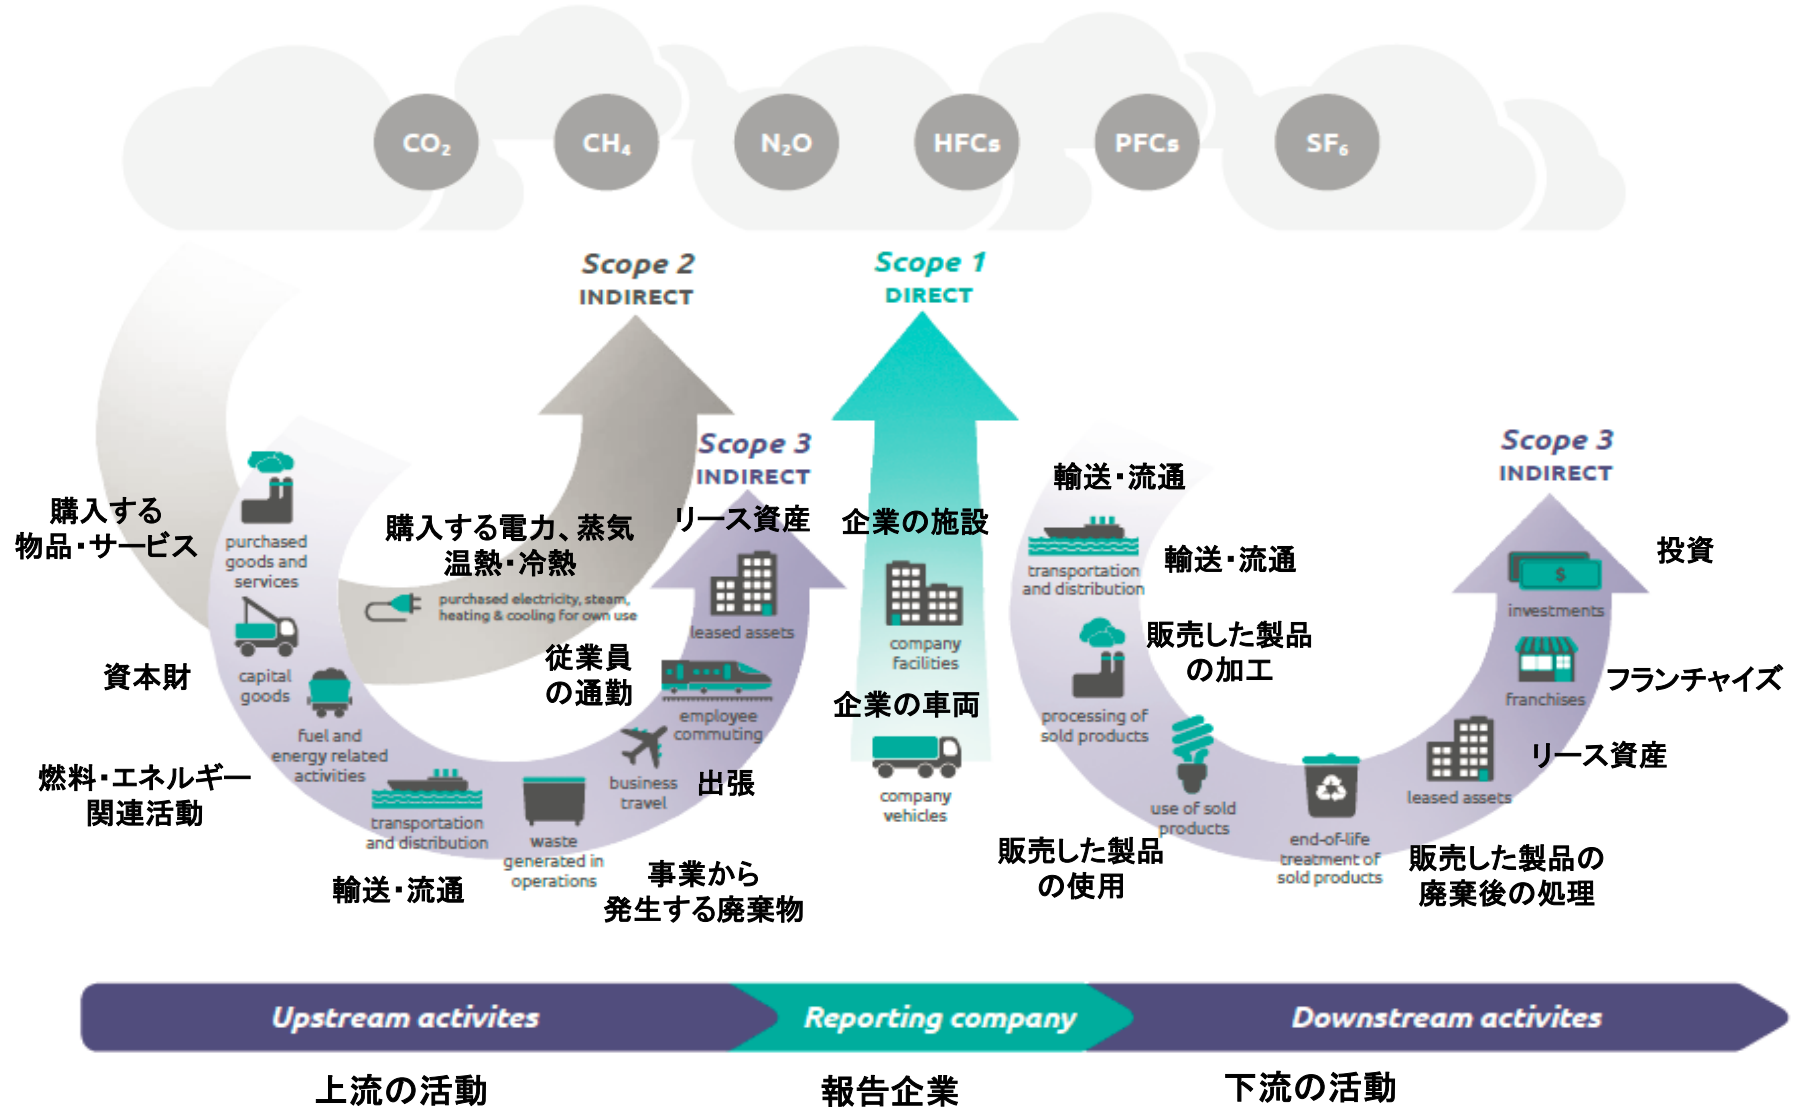 CO₂
CH₄
N₂O
HFCs
PFCs
SF₆
Scope 2
INDIRECT
Scope 1
DIRECT
Scope 3
INDIRECT
Scope 3
INDIRECT
購入する
物品・サービス
purchased
goods and
services
資本財
capital
goods
燃料・エネルギー
関連活動
fuel and
energy related
activities
購入する電力、蒸気
温熱・冷熱
purchased electricity, steam,
heating & cooling for own use
transportation
and distribution
輸送・流通
waste
generated in
operations
事業から
発生する廃棄物
business
travel
出張
従業員
の通勤
employee
commuting
リース資産
leased assets
企業の施設
company
facilities
企業の車両
company
vehicles
輸送・流通
transportation
and distribution
輸送・流通
販売した製品
の加工
processing of
sold products
use of sold
products
販売した製品
の使用
end-of-life
treatment of
sold products
販売した製品の
廃棄後の処理
leased assets
リース資産
franchises
フランチャイズ
$
investments
投資
Upstream activites
Reporting company
Downstream activites
上流の活動
報告企業
下流の活動